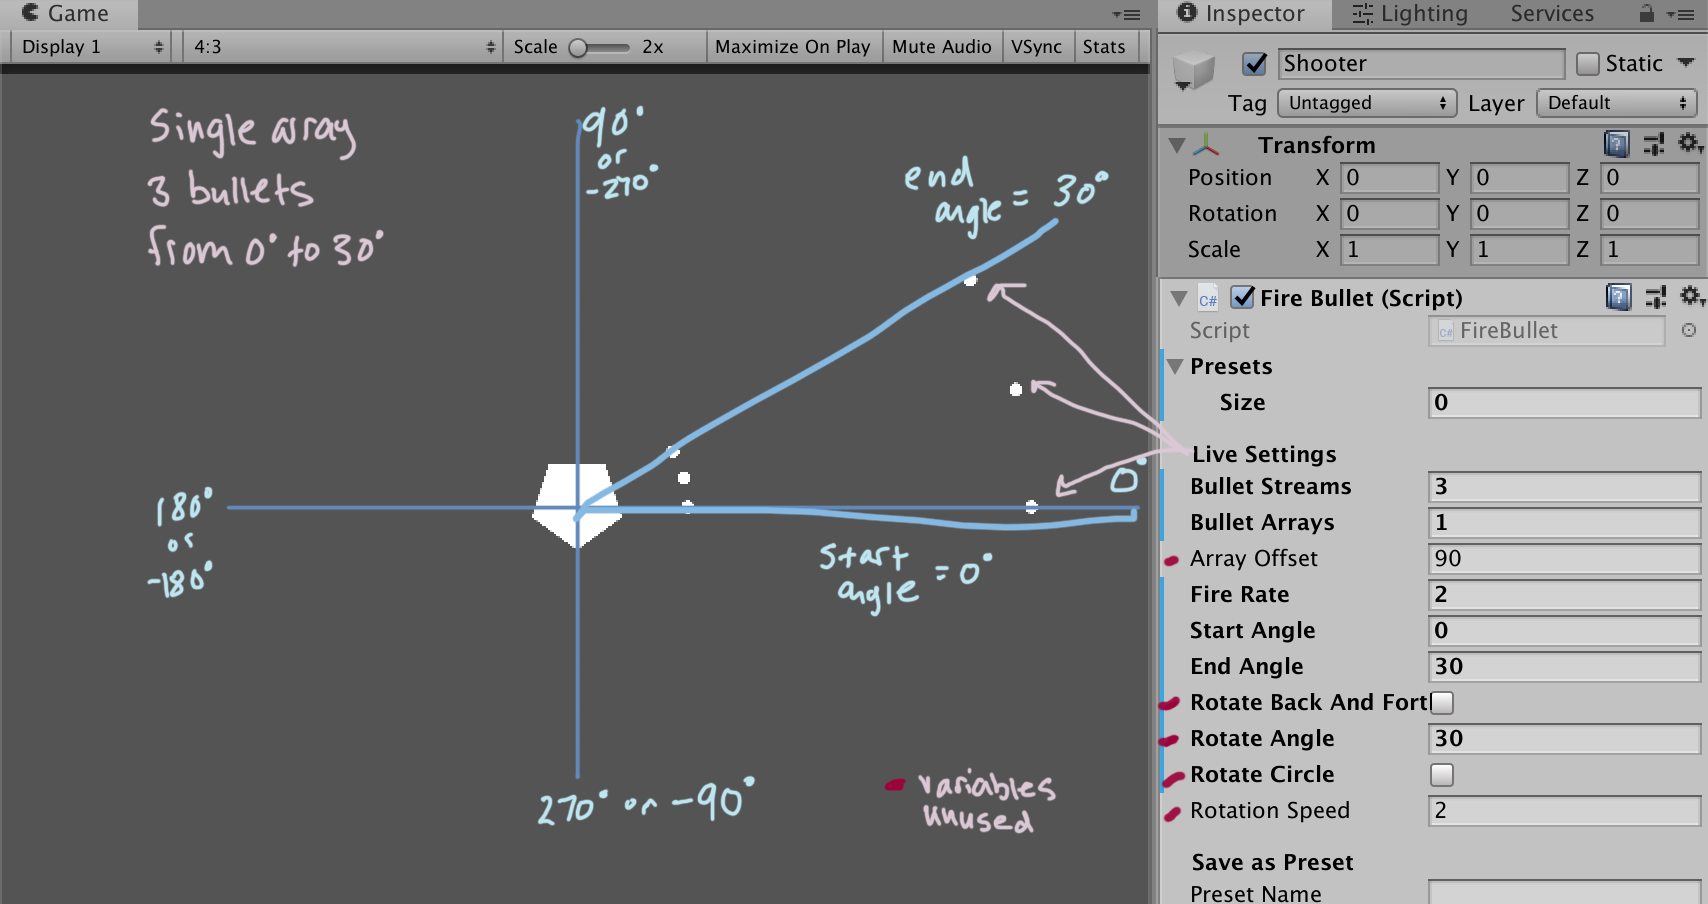 Game
Display 1
4:3
Scale
2x
Maximize On Play
Mute Audio
VSync
Stats
Single array
3 bullets
from 0° to 30°
90°
or
-270°
end
angle = 30°
180°
or
-180°
0°
start
angle = 0°
270° or -90°
variables
unused
Inspector
Lighting
Services
Shooter
Static
Tag Untagged Layer Default
Transform
Position X 0 Y 0 Z 0
Rotation X 0 Y 0 Z 0
Scale X 1 Y 1 Z 1
C# Fire Bullet (Script)
Script C# FireBullet
Presets
Size 0
Live Settings
Bullet Streams 3
Bullet Arrays 1
Array Offset 90
Fire Rate 2
Start Angle 0
End Angle 30
Rotate Back And Fort
Rotate Angle 30
Rotate Circle
Rotation Speed 2
Save as Preset
Preset Name